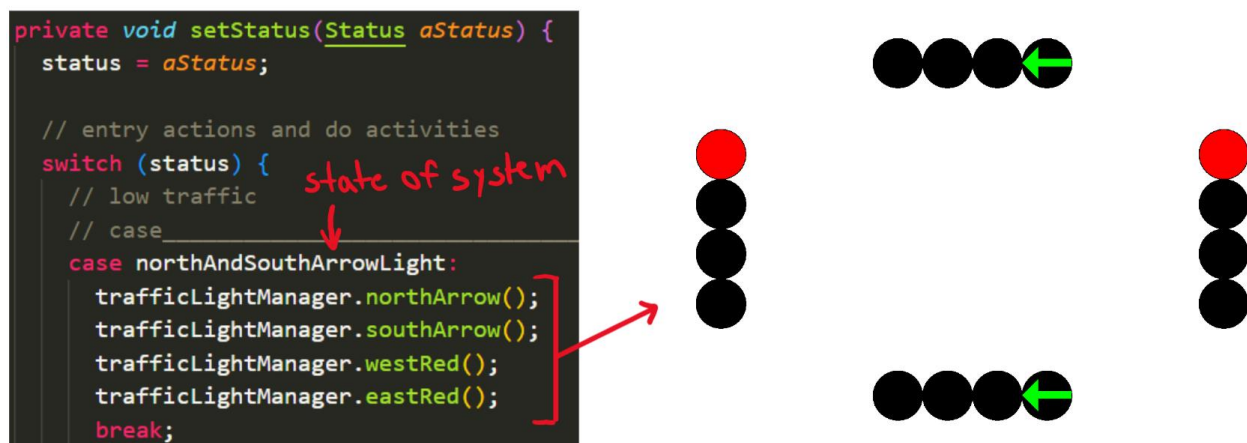 private void setStatus(Status aStatus) {
status = aStatus;
// entry actions and do activities
switch (status) {
state of system
// low traffic
// case_______________________________
case northAndSouthArrowLight:
trafficLightManager.northArrow();
trafficLightManager.southArrow();
trafficLightManager.westRed();
trafficLightManager.eastRed();
break;